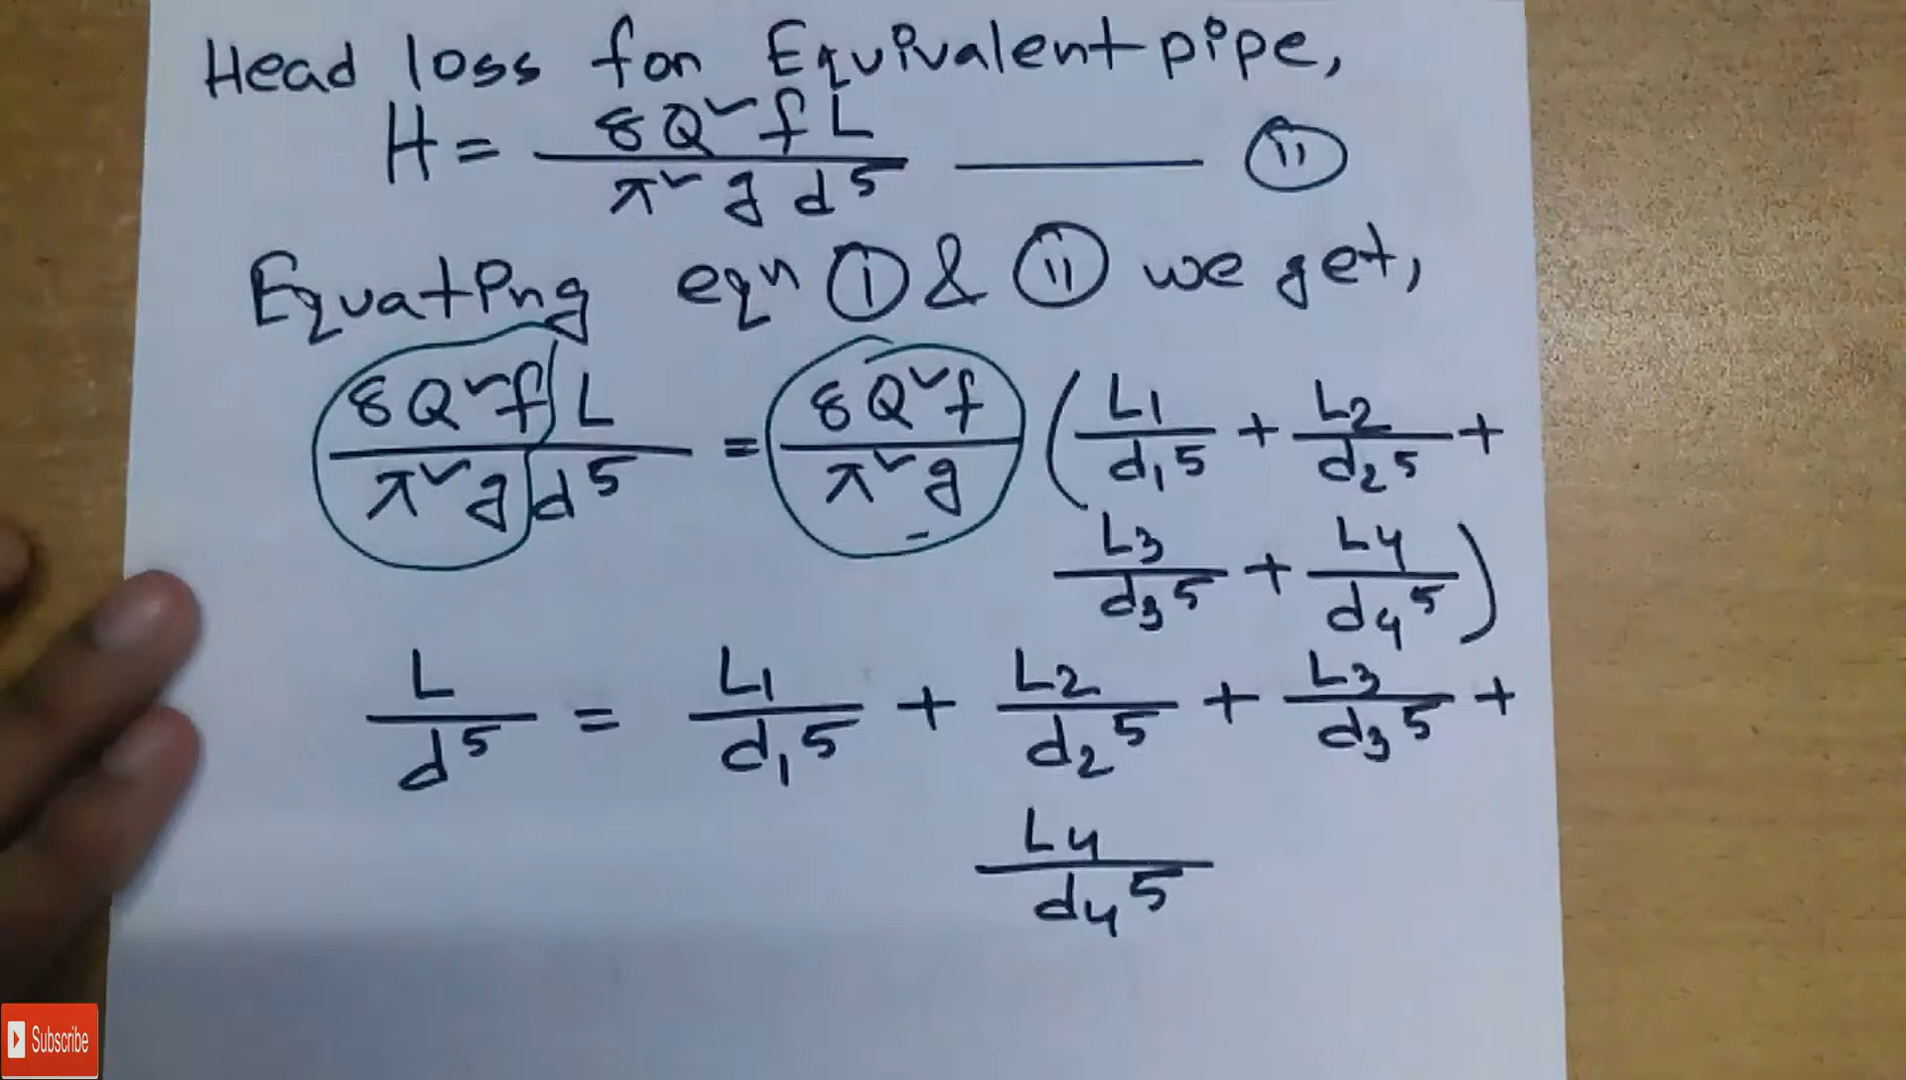 Head loss for Equivalent pipe,
H = 8Q²fL / π²gd⁵ ——— (ii)
Equating eqn (i) & (ii) we get,
8Q²fL / π²gd⁵ = 8Q²f / π²g ( L1 / d1⁵ + L2 / d2⁵ +
L3 / d3⁵ + L4 / d4⁵ )
L / d⁵ = L1 / d1⁵ + L2 / d2⁵ + L3 / d3⁵ +
L4 / d4⁵
Subscribe